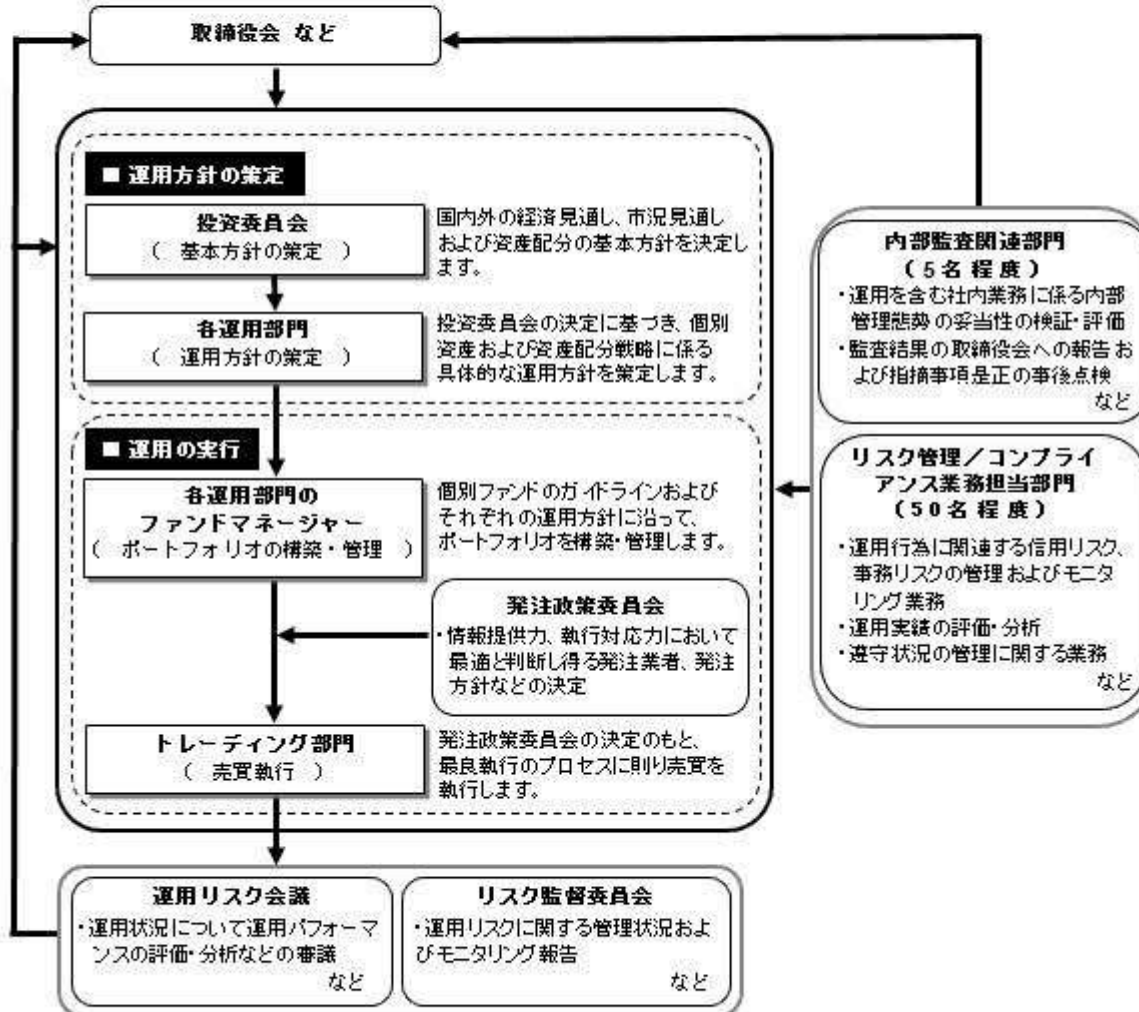 取締役会 など
■ 運用方針の策定
投資委員会
( 基本方針の策定 )
国内外の経済見通し、市況見通し
および資産配分の基本方針を決定し
ます。
各運用部門
( 運用方針の策定 )
投資委員会の決定に基づき、個別
資産および資産配分戦略に係る
具体的な運用方針を策定します。
■ 運用の実行
各運用部門の
ファンドマネージャー
( ポートフォリオの構築・管理 )
個別ファンドのガイドラインおよび
それぞれの運用方針に沿って、
ポートフォリオを構築・管理します。
発注政策委員会
・情報提供力、執行対応力において
最適と判断し得る発注業者、発注
方針などの決定
トレーディング部門
( 売買執行 )
発注政策委員会の決定のもと、
最良執行のプロセスに則り売買を
執行します。
運用リスク会議
・運用状況について運用パフォーマ
ンスの評価・分析などの審議
など
リスク監督委員会
・運用リスクに関する管理状況およ
びモニタリング報告
など
内部監査関連部門
(5名程度)
・運用を含む社内業務に係る内部
管理態勢の妥当性の検証・評価
・監査結果の取締役会への報告お
よび指摘事項是正の事後点検
など
リスク管理/コンプライ
アンス業務担当部門
(50名程度)
・運用行為に関連する信用リスク、
事務リスクの管理およびモニタ
リング業務
・運用実績の評価・分析
・遵守状況の管理に関する業務
など